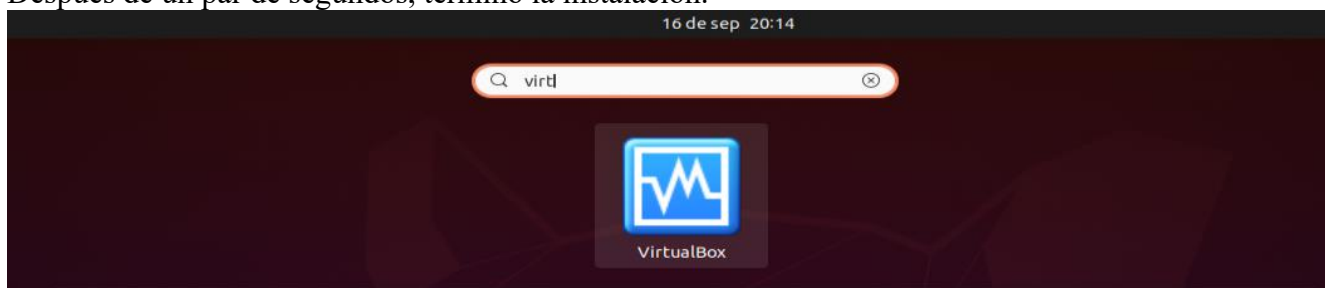 Después de un par de segundos, terminó la instalación.
16 de sep 20:14
virt
VirtualBox